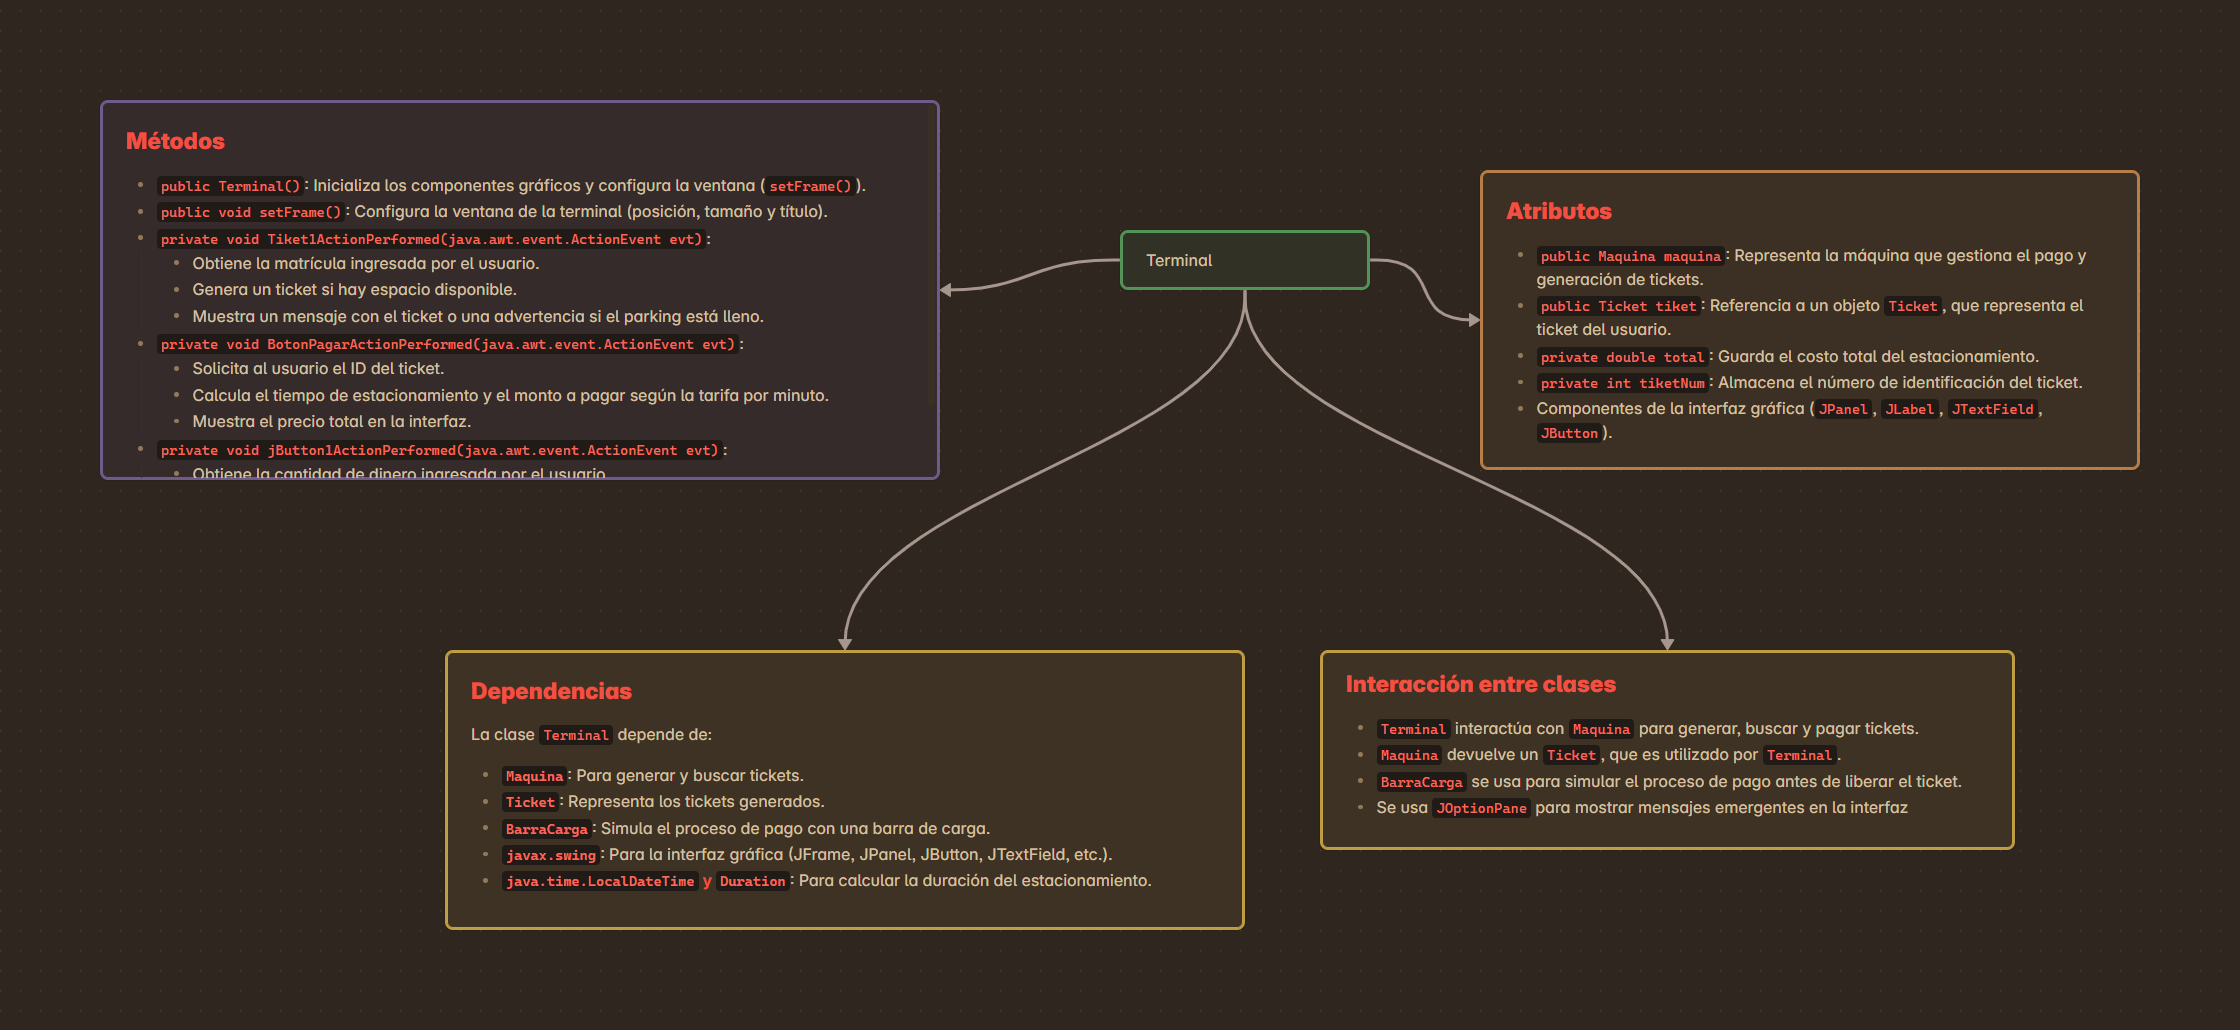 Métodos
public Terminal(): Inicializa los componentes gráficos y configura la ventana (setFrame()).
public void setFrame(): Configura la ventana de la terminal (posición, tamaño y título).
private void Tiket1ActionPerformed(java.awt.event.ActionEvent evt):
Obtiene la matrícula ingresada por el usuario.
Genera un ticket si hay espacio disponible.
Muestra un mensaje con el ticket o una advertencia si el parking está lleno.
private void BotonPagarActionPerformed(java.awt.event.ActionEvent evt):
Solicita al usuario el ID del ticket.
Calcula el tiempo de estacionamiento y el monto a pagar según la tarifa por minuto.
Muestra el precio total en la interfaz.
private void jButton1ActionPerformed(java.awt.event.ActionEvent evt):
Obtiene la cantidad de dinero ingresada por el usuario
Terminal
Atributos
public Maquina maquina: Representa la máquina que gestiona el pago y
generación de tickets.
public Ticket tiket: Referencia a un objeto Ticket, que representa el
ticket del usuario.
private double total: Guarda el costo total del estacionamiento.
private int tiketNum: Almacena el número de identificación del ticket.
Componentes de la interfaz gráfica (JPanel, JLabel, JTextField,
JButton).
Dependencias
La clase Terminal depende de:
Maquina: Para generar y buscar tickets.
Ticket: Representa los tickets generados.
BarraCarga: Simula el proceso de pago con una barra de carga.
javax.swing: Para la interfaz gráfica (JFrame, JPanel, JButton, JTextField, etc.).
java.time.LocalDateTime y Duration: Para calcular la duración del estacionamiento.
Interacción entre clases
Terminal interactúa con Maquina para generar, buscar y pagar tickets.
Maquina devuelve un Ticket, que es utilizado por Terminal.
BarraCarga se usa para simular el proceso de pago antes de liberar el ticket.
Se usa JOptionPane para mostrar mensajes emergentes en la interfaz